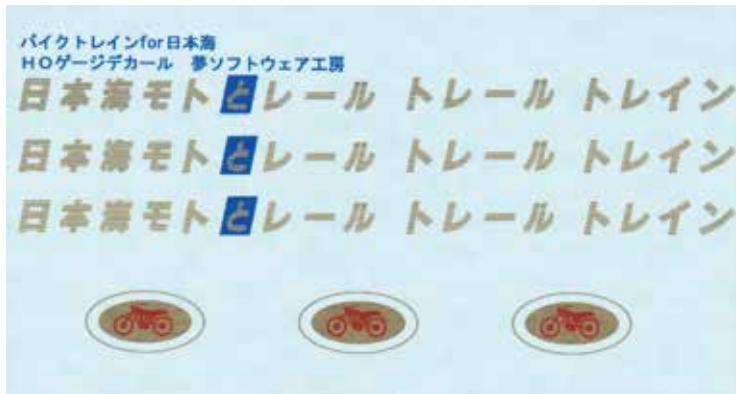 バイクトレインfor日本海
HOゲージデカール 夢ソフトウェア工房
日本海モトとレール トレール トレイン
日本海モトとレール トレール トレイン
日本海モトとレール トレール トレイン